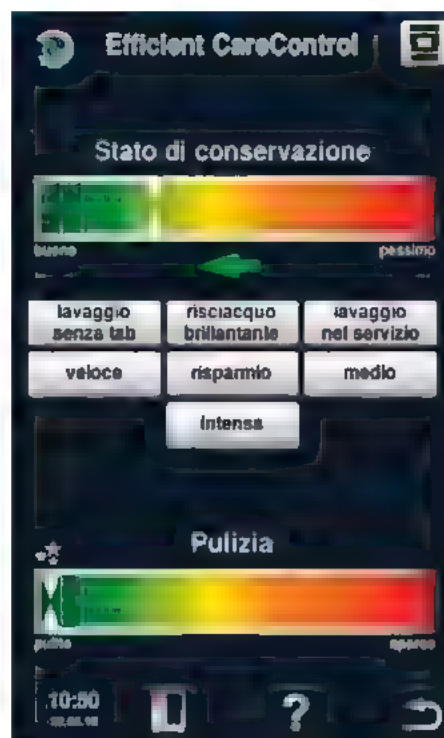 Efficient CareControl
Stato di conservazione
buono pessimo
lavaggio senza tab
risciacquo brillantante
lavaggio nel servizio
veloce
risparmio
medio
intensa
Pulizia
pulito sporco
10:50
?